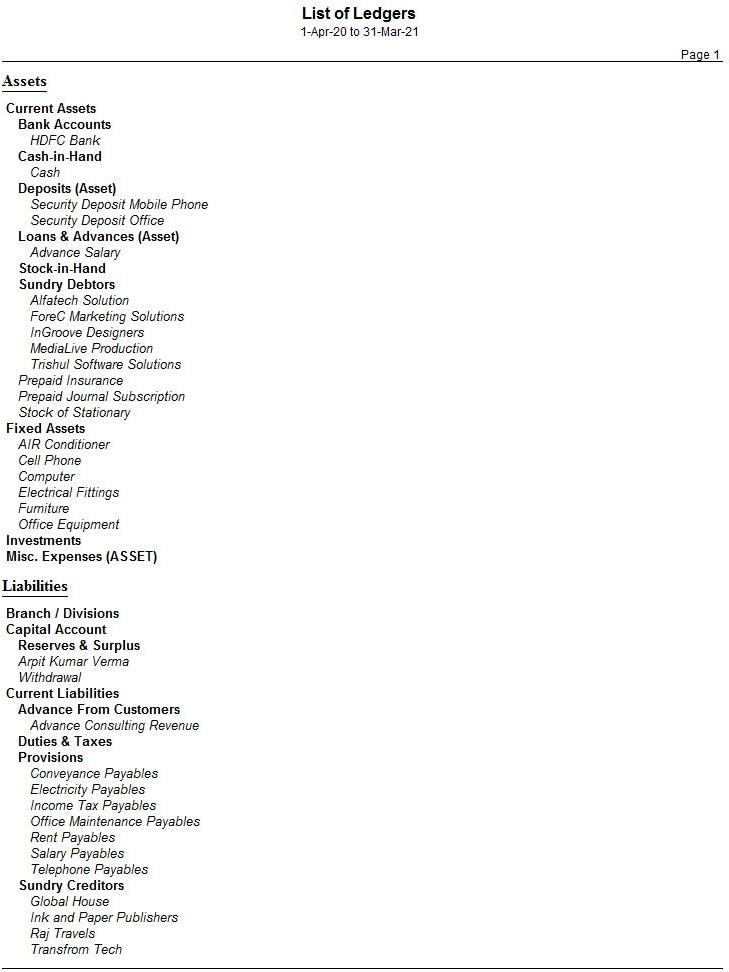 List of Ledgers
1-Apr-20 to 31-Mar-21
Page 1
Assets
Current Assets
Bank Accounts
HDFC Bank
Cash-in-Hand
Cash
Deposits (Asset)
Security Deposit Mobile Phone
Security Deposit Office
Loans & Advances (Asset)
Advance Salary
Stock-in-Hand
Sundry Debtors
Alfatech Solution
ForeC Marketing Solutions
InGroove Designers
MediaLive Production
Trishul Software Solutions
Prepaid Insurance
Prepaid Journal Subscription
Stock of Stationary
Fixed Assets
AIR Conditioner
Cell Phone
Computer
Electrical Fittings
Furniture
Office Equipment
Investments
Misc. Expenses (ASSET)
Liabilities
Branch / Divisions
Capital Account
Reserves & Surplus
Arpit Kumar Verma
Withdrawal
Current Liabilities
Advance From Customers
Advance Consulting Revenue
Duties & Taxes
Provisions
Conveyance Payables
Electricity Payables
Income Tax Payables
Office Maintenance Payables
Rent Payables
Salary Payables
Telephone Payables
Sundry Creditors
Global House
Ink and Paper Publishers
Raj Travels
Transfrom Tech